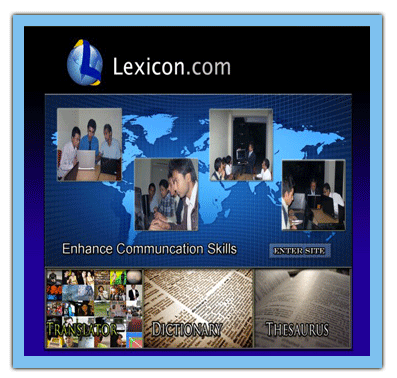 Lexicon.com
Enhance Communcation Skills
ENTER SITE
TRANSLATOR
DICTIONARY
THESAURUS